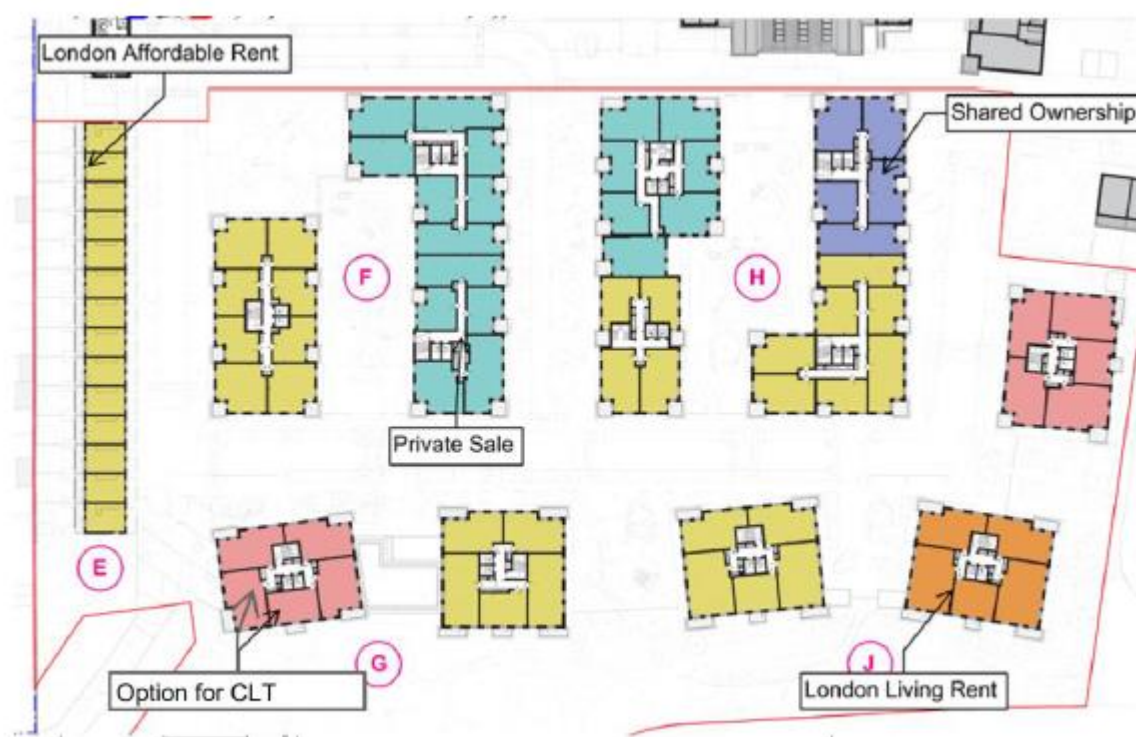 London Affordable Rent
Shared Ownership
F
H
Private Sale
E
G
J
Option for CLT
London Living Rent